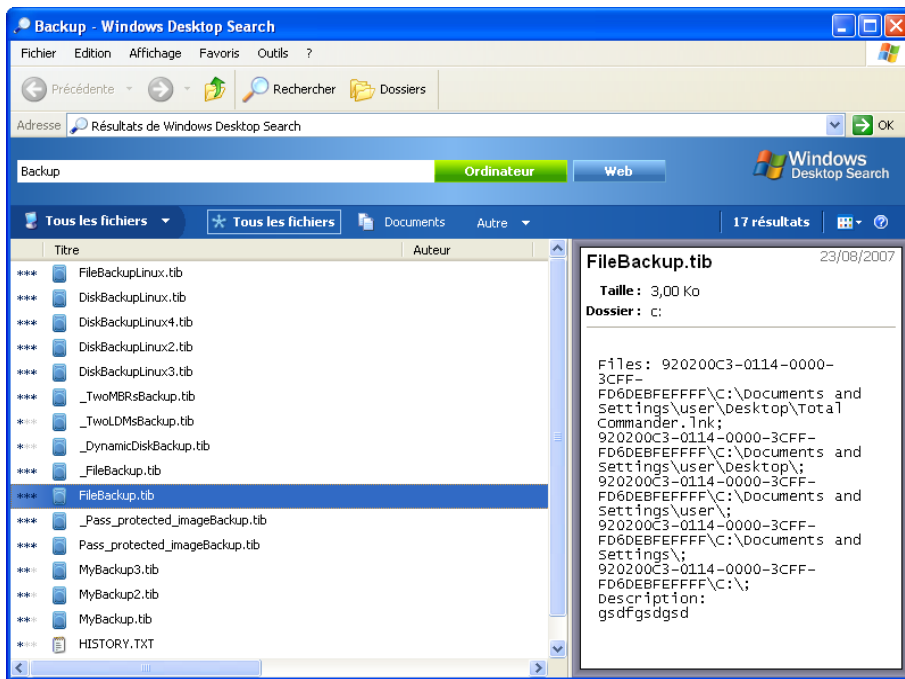 Backup - Windows Desktop Search
Fichier Edition Affichage Favoris Outils ?
Précédente Rechercher Dossiers
Adresse Résultats de Windows Desktop Search OK
Backup Ordinateur Web Windows Desktop Search
Tous les fichiers Tous les fichiers Documents Autre 17 résultats
Titre Auteur
FileBackupLinux.tib
DiskBackupLinux.tib
DiskBackupLinux4.tib
DiskBackupLinux2.tib
DiskBackupLinux3.tib
_TwoMBRsBackup.tib
_TwoLDMsBackup.tib
_DynamicDiskBackup.tib
_FileBackup.tib
FileBackup.tib
_Pass_protected_imageBackup.tib
Pass_protected_imageBackup.tib
MyBackup3.tib
MyBackup2.tib
MyBackup.tib
HISTORY.TXT
FileBackup.tib 23/08/2007
Taille : 3,00 Ko
Dossier : c:
Files: 920200C3-0114-0000-
3CFF-
FD6DEBFEFFFF\C:\Documents and
Settings\user\Desktop\Total
Commander.lnk;
920200C3-0114-0000-3CFF-
FD6DEBFEFFFF\C:\Documents and
Settings\user\Desktop\;
920200C3-0114-0000-3CFF-
FD6DEBFEFFFF\C:\Documents and
Settings\user\;
920200C3-0114-0000-3CFF-
FD6DEBFEFFFF\C:\Documents and
Settings\;
920200C3-0114-0000-3CFF-
FD6DEBFEFFFF\C:\;
Description:
gsdfgsdgsd